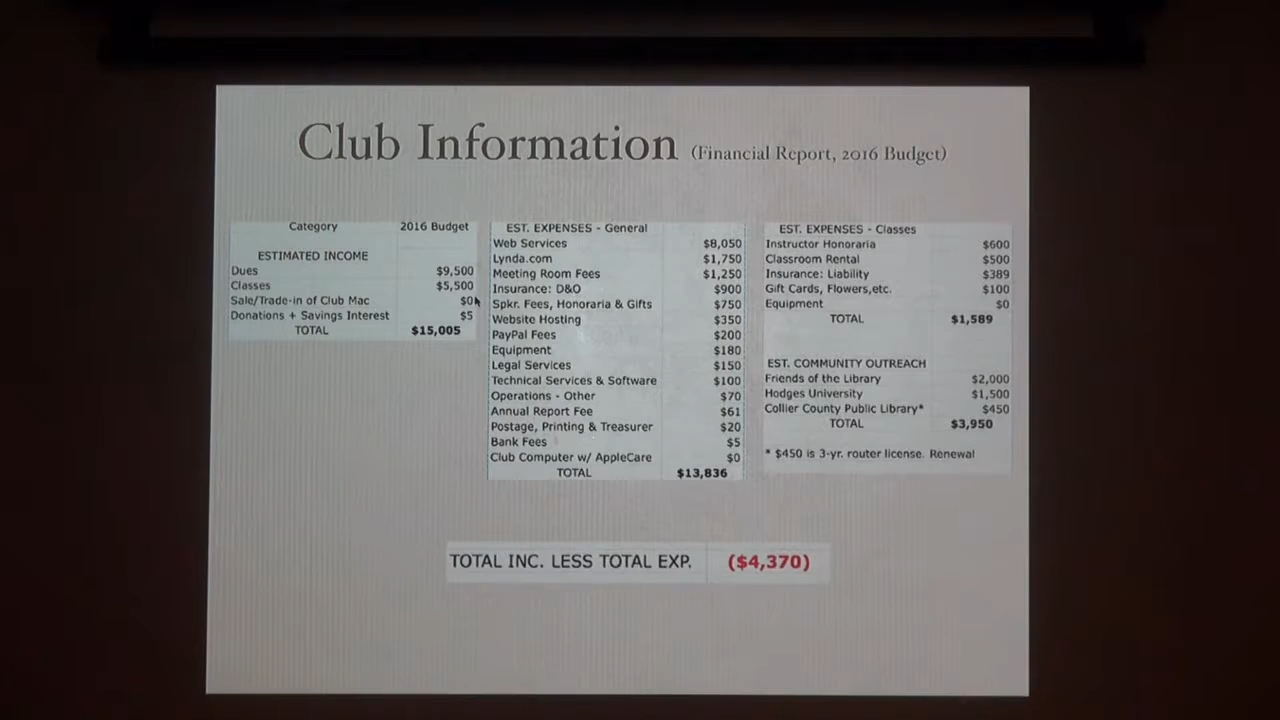 Club Information (Financial Report, 2016 Budget)
Category 2016 Budget
ESTIMATED INCOME
Dues $9,500
Classes $5,500
Sale/Trade-in of Club Mac $0
Donations + Savings Interest $5
TOTAL $15,005
EST. EXPENSES - General
Web Services $8,050
Lynda.com $1,750
Meeting Room Fees $1,250
Insurance: D&O $900
Spkr. Fees, Honoraria & Gifts $750
Website Hosting $350
PayPal Fees $200
Equipment $180
Legal Services $150
Technical Services & Software $100
Operations - Other $70
Annual Report Fee $61
Postage, Printing & Treasurer $20
Bank Fees $5
Club Computer w/ AppleCare $0
TOTAL $13,836
EST. EXPENSES - Classes
Instructor Honoraria $600
Classroom Rental $500
Insurance: Liability $389
Gift Cards, Flowers,etc. $100
Equipment $0
TOTAL $1,589
EST. COMMUNITY OUTREACH
Friends of the Library $2,000
Hodges University $1,500
Collier County Public Library* $450
TOTAL $3,950
* $450 is 3-yr. router license. Renewal
TOTAL INC. LESS TOTAL EXP. ($4,370)